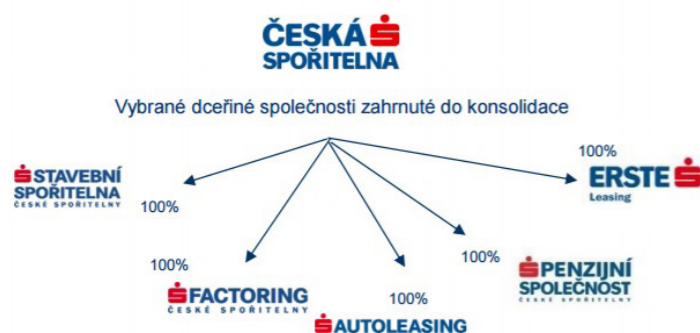 ČESKÁ
SPOŘITELNA
Vybrané dceřiné společnosti zahrnuté do konsolidace
STAVEBNÍ
SPOŘITELNA
ČESKÉ SPOŘITELNY
100%
100%
FACTORING
ČESKÉ SPOŘITELNY
100%
AUTOLEASING
100%
PENZIJNÍ
SPOLEČNOST
ČESKÉ SPOŘITELNY
100%
ERSTE
Leasing